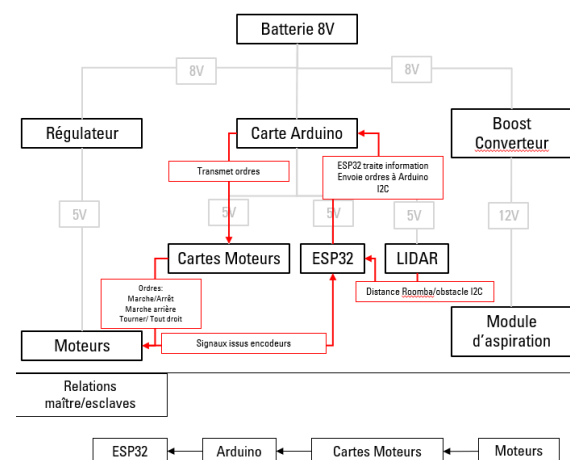 Batterie 8V
8V
8V
Régulateur
Carte Arduino
Boost
Converteur
Transmet ordres
ESP32 traite information
Envoie ordres à Arduino
I2C
5V
5V
5V
5V
12V
Cartes Moteurs
ESP32
LIDAR
Ordres:
Marche/Arrêt
Marche arrière
Tourner/ Tout droit
Distance Roomba/obstacle I2C
Moteurs
Signaux issus encodeurs
Module
d'aspiration
Relations
maître/esclaves
ESP32
Arduino
Cartes Moteurs
Moteurs